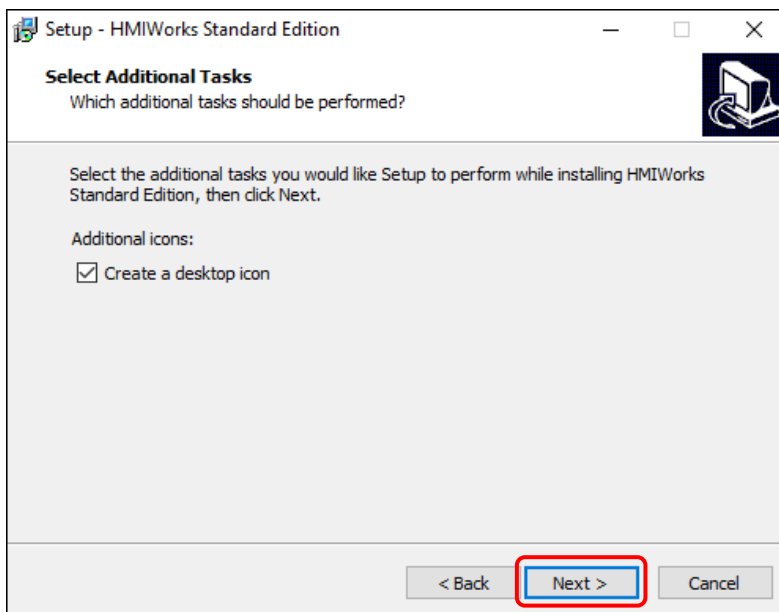 Setup - HMIWorks Standard Edition
Select Additional Tasks
Which additional tasks should be performed?
Select the additional tasks you would like Setup to perform while installing HMIWorks
Standard Edition, then click Next.
Additional icons:
Create a desktop icon
< Back Next > Cancel